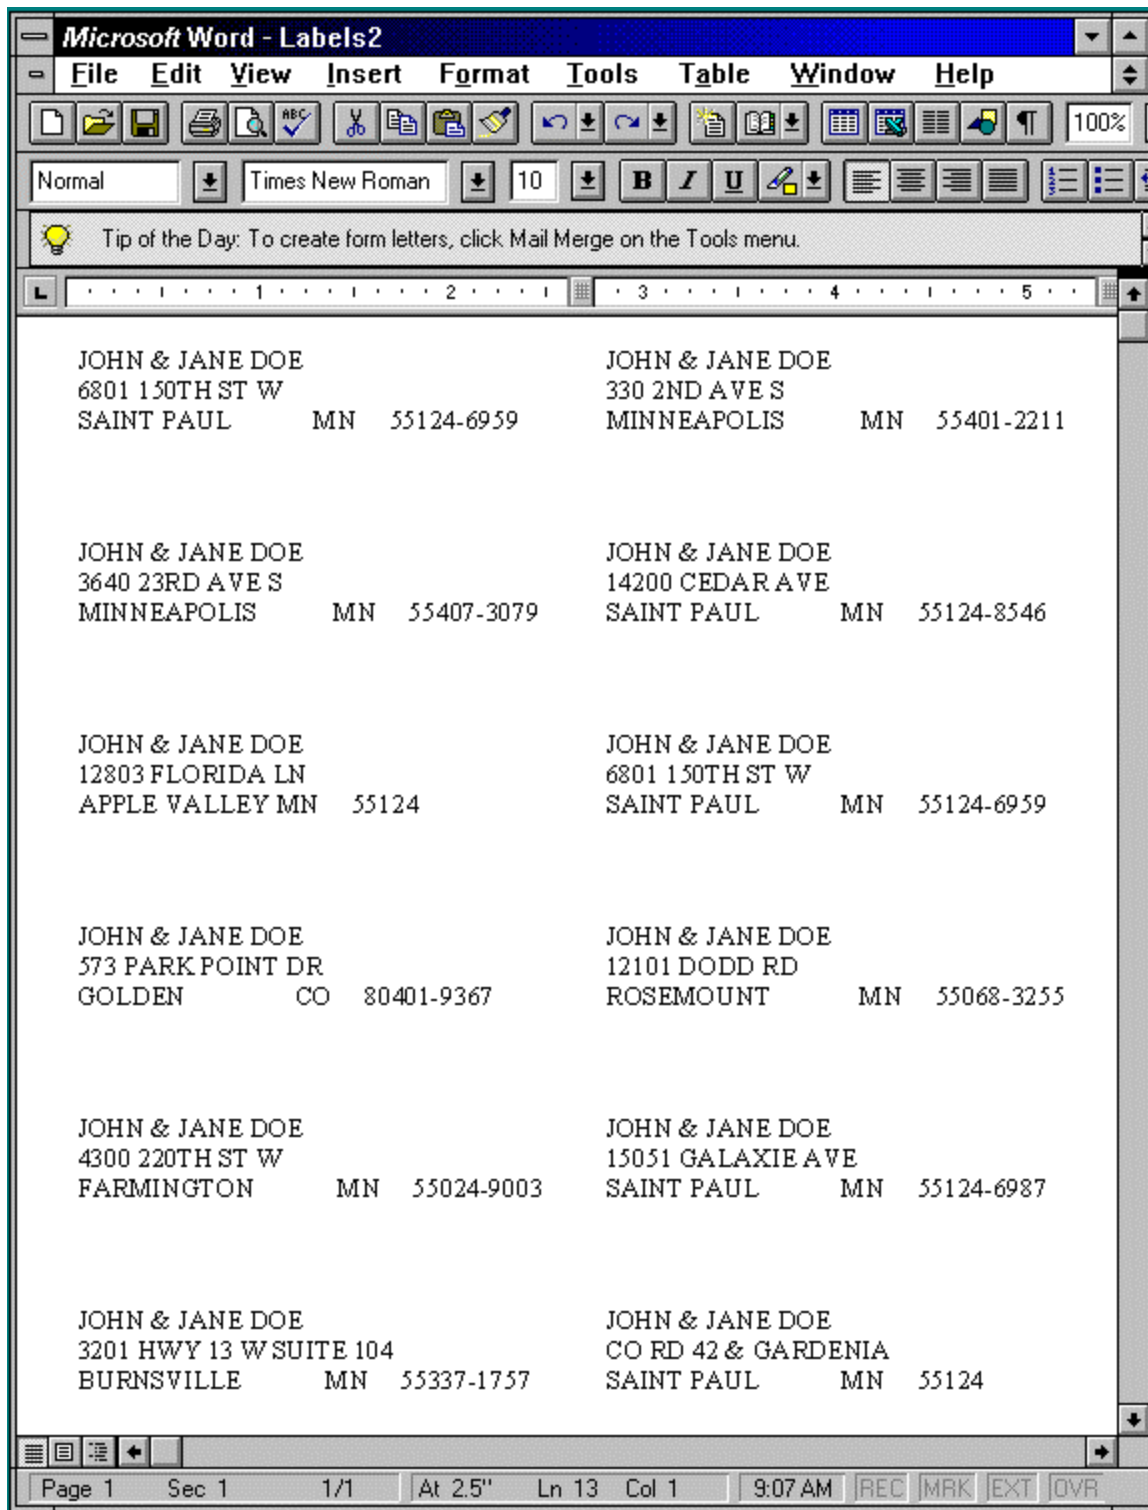 Microsoft Word - Labels2
File Edit View Insert Format Tools Table Window Help
ABC 100%
Normal Times New Roman 10 B I U
Tip of the Day: To create form letters, click Mail Merge on the Tools menu.
L 1 2 3 4 5
JOHN & JANE DOE
6801 150TH ST W
SAINT PAUL MN 55124-6959
JOHN & JANE DOE
330 2ND AVE S
MINNEAPOLIS MN 55401-2211
JOHN & JANE DOE
3640 23RD AVE S
MINNEAPOLIS MN 55407-3079
JOHN & JANE DOE
14200 CEDAR AVE
SAINT PAUL MN 55124-8546
JOHN & JANE DOE
12803 FLORIDA LN
APPLE VALLEY MN 55124
JOHN & JANE DOE
6801 150TH ST W
SAINT PAUL MN 55124-6959
JOHN & JANE DOE
573 PARK POINT DR
GOLDEN CO 80401-9367
JOHN & JANE DOE
12101 DODD RD
ROSEMOUNT MN 55068-3255
JOHN & JANE DOE
4300 220TH ST W
FARMINGTON MN 55024-9003
JOHN & JANE DOE
15051 GALAXIE AVE
SAINT PAUL MN 55124-6987
JOHN & JANE DOE
3201 HWY 13 W SUITE 104
BURNSVILLE MN 55337-1757
JOHN & JANE DOE
CO RD 42 & GARDENIA
SAINT PAUL MN 55124
Page 1 Sec 1 1/1 At 2.5" Ln 13 Col 1 9:07 AM REC MRK EXT OVR